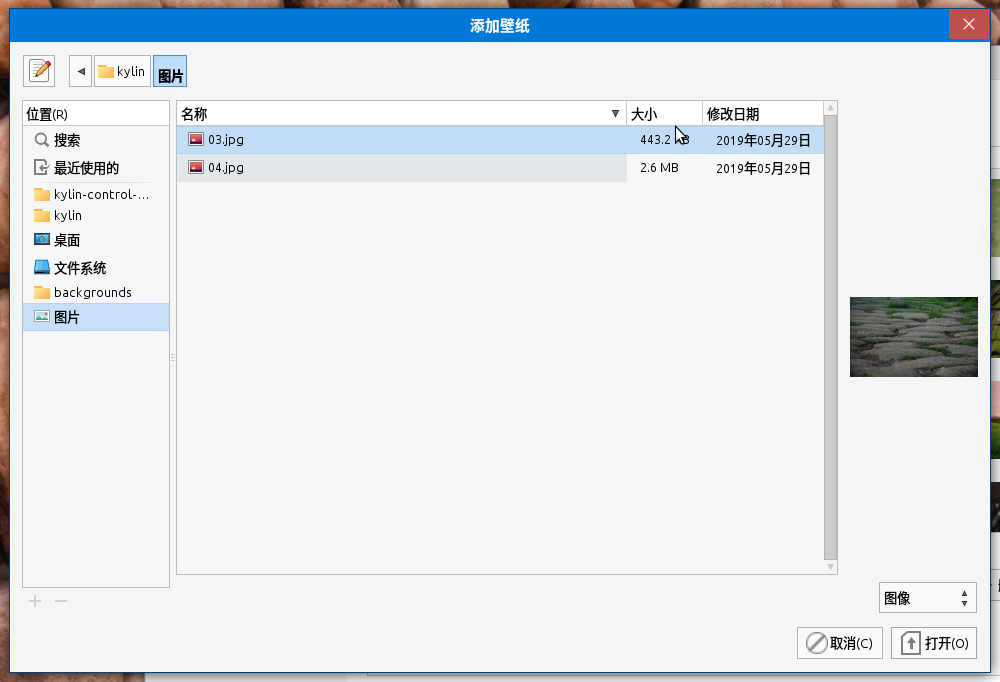 添加壁纸
kylin 图片
位置(R)
搜索
最近使用的
kylin-control-...
kylin
桌面
文件系统
backgrounds
图片
名称 大小 修改日期
03.jpg 443.2 2019年05月29日
04.jpg 2.6 MB 2019年05月29日
图像
取消(C) 打开(O)